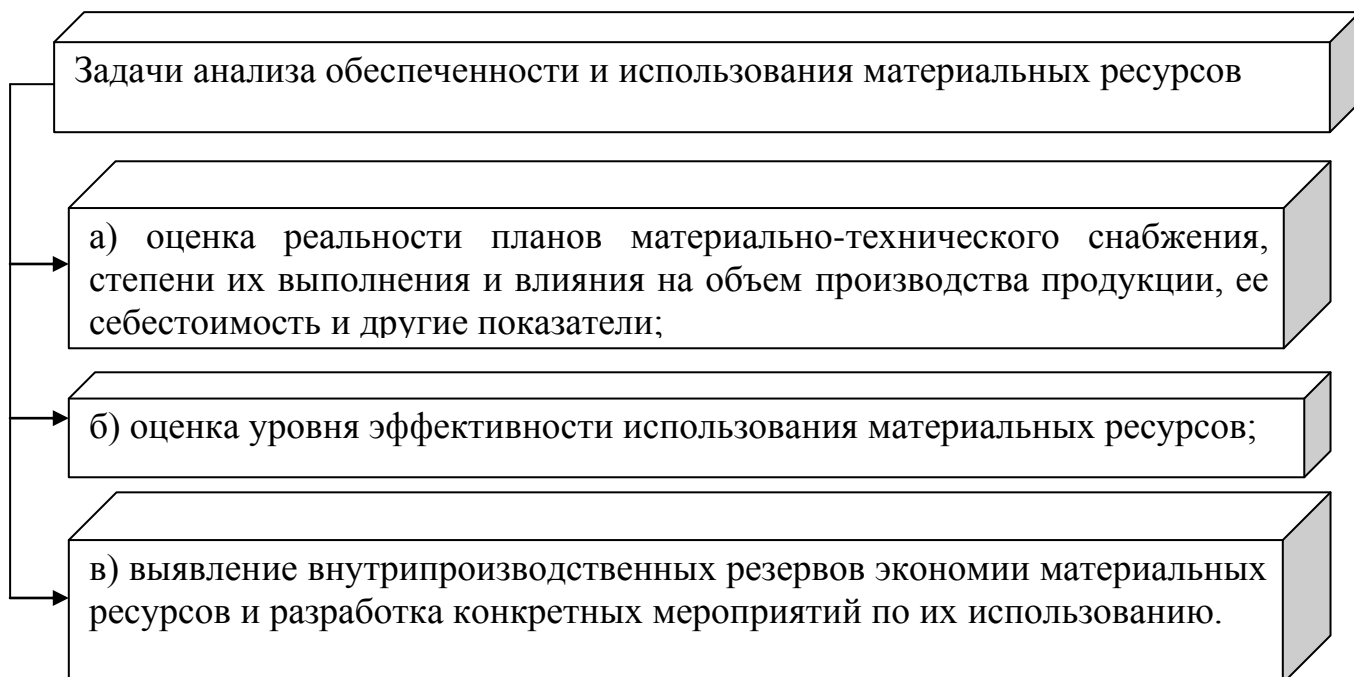 Задачи анализа обеспеченности и использования материальных ресурсов
а) оценка реальности планов материально-технического снабжения,
степени их выполнения и влияния на объем производства продукции, ее
себестоимость и другие показатели;
б) оценка уровня эффективности использования материальных ресурсов;
в) выявление внутрипроизводственных резервов экономии материальных
ресурсов и разработка конкретных мероприятий по их использованию.